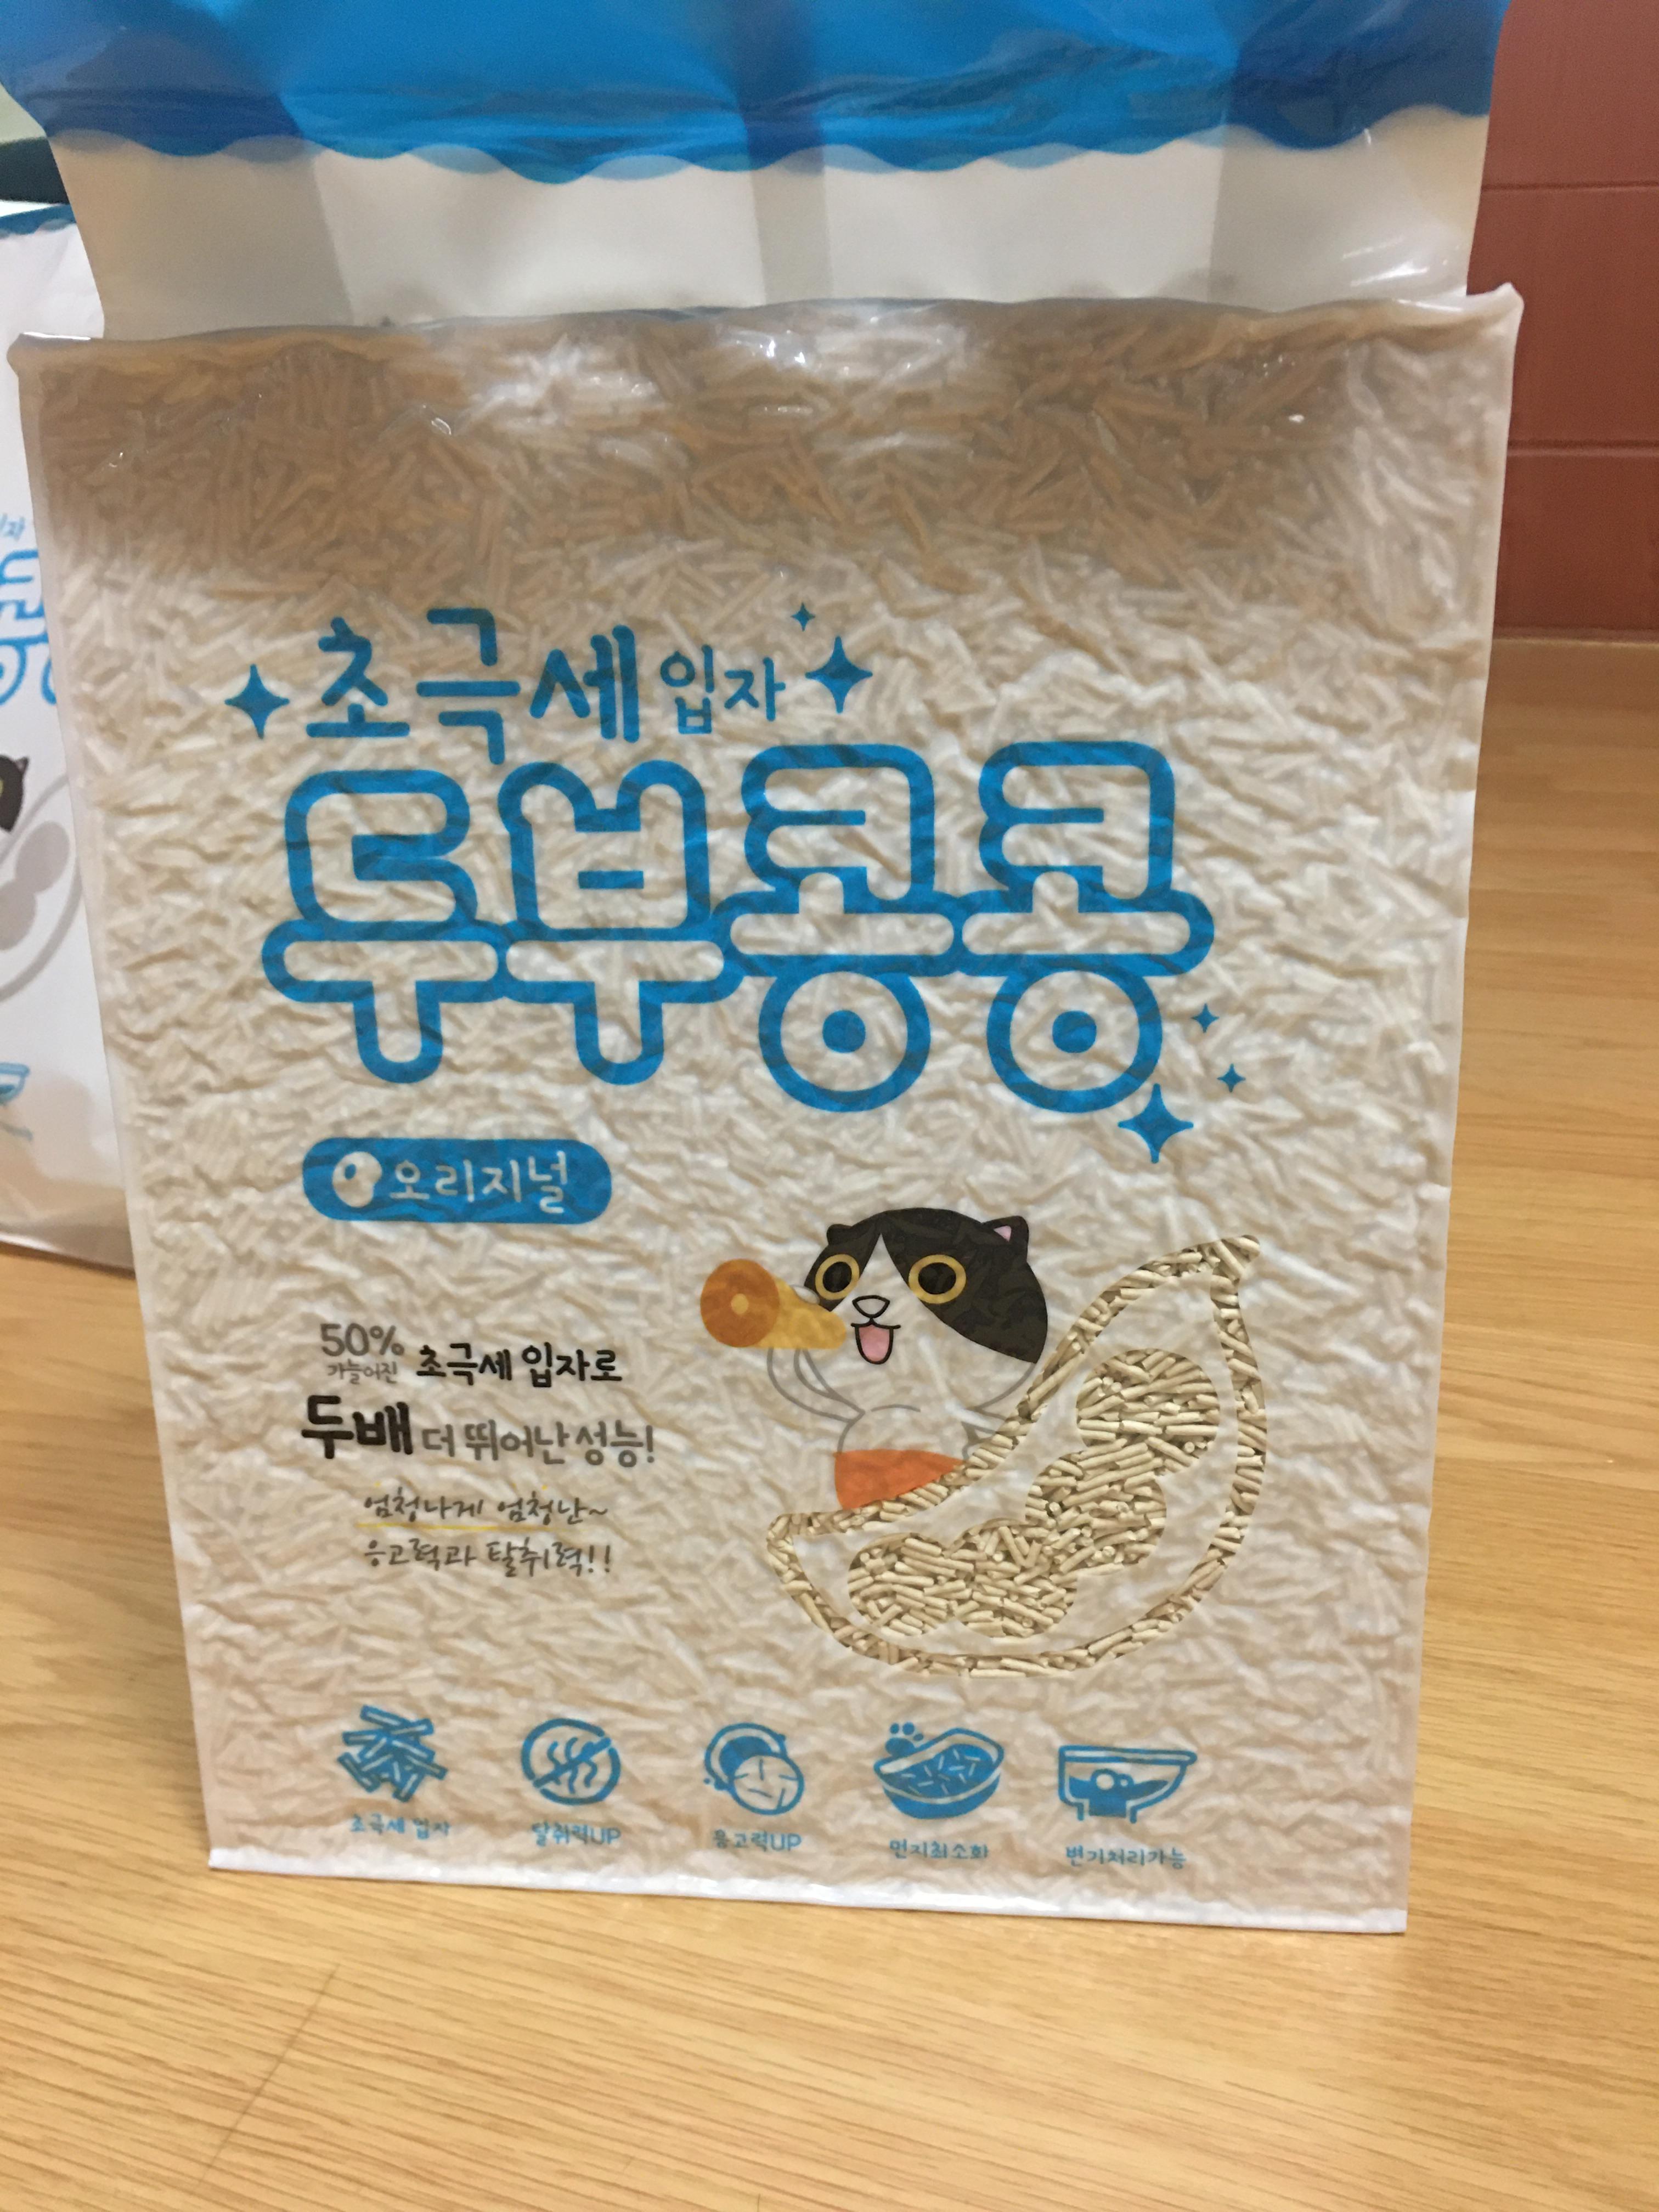 초극세 입자
두부콩콩
오리지널
50% 가늘어진 초극세 입자로
두배 더 뛰어난 성능!
엄청나게 엄청난~
응고력과 탈취력!!
초극세 입자
탈취력UP
응고력UP
먼지최소화
변기처리가능